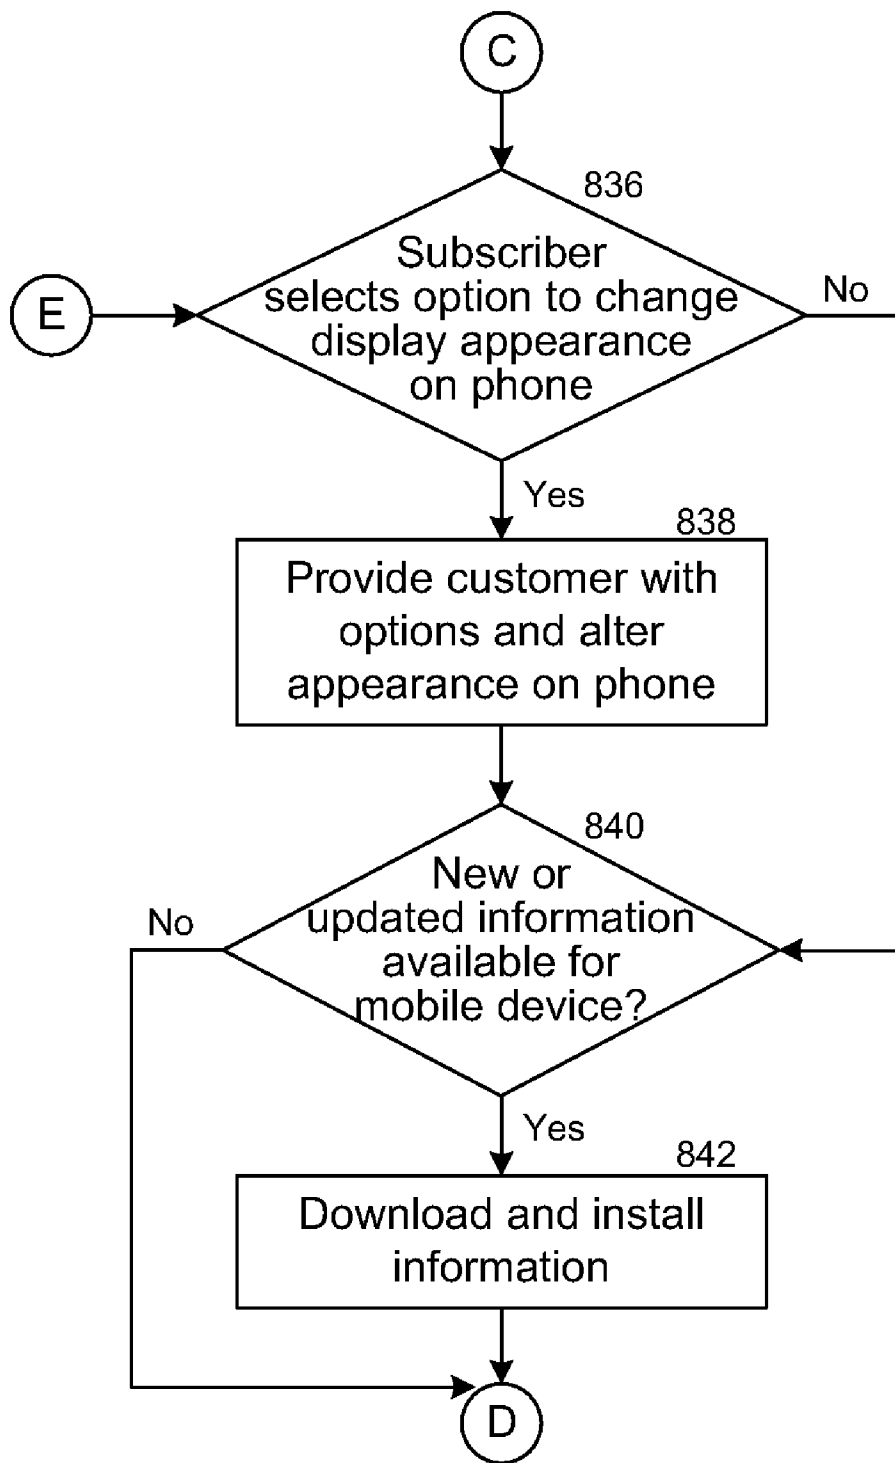 C
836
Subscriber
selects option to change
display appearance
on phone
E
No
Yes
838
Provide customer with
options and alter
appearance on phone
840
New or
updated information
available for
mobile device?
No
Yes
842
Download and install
information
D